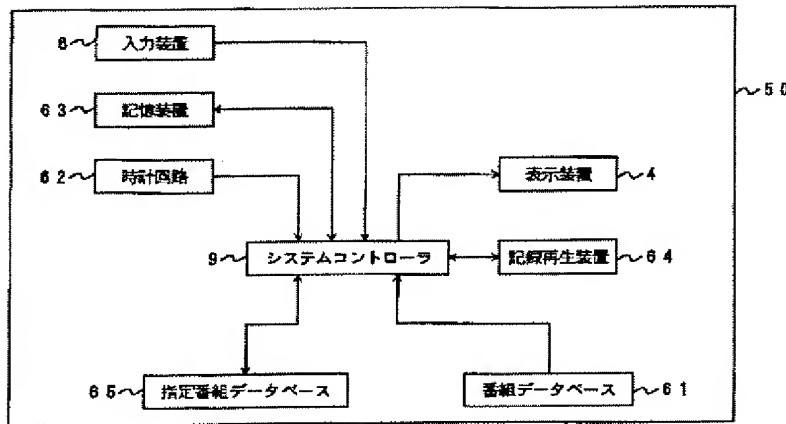 6 入力装置
50
63 記憶装置
62 時計回路
表示装置 4
9 システムコントローラ
記録再生装置 64
65 指定番組データベース
番組データベース 61